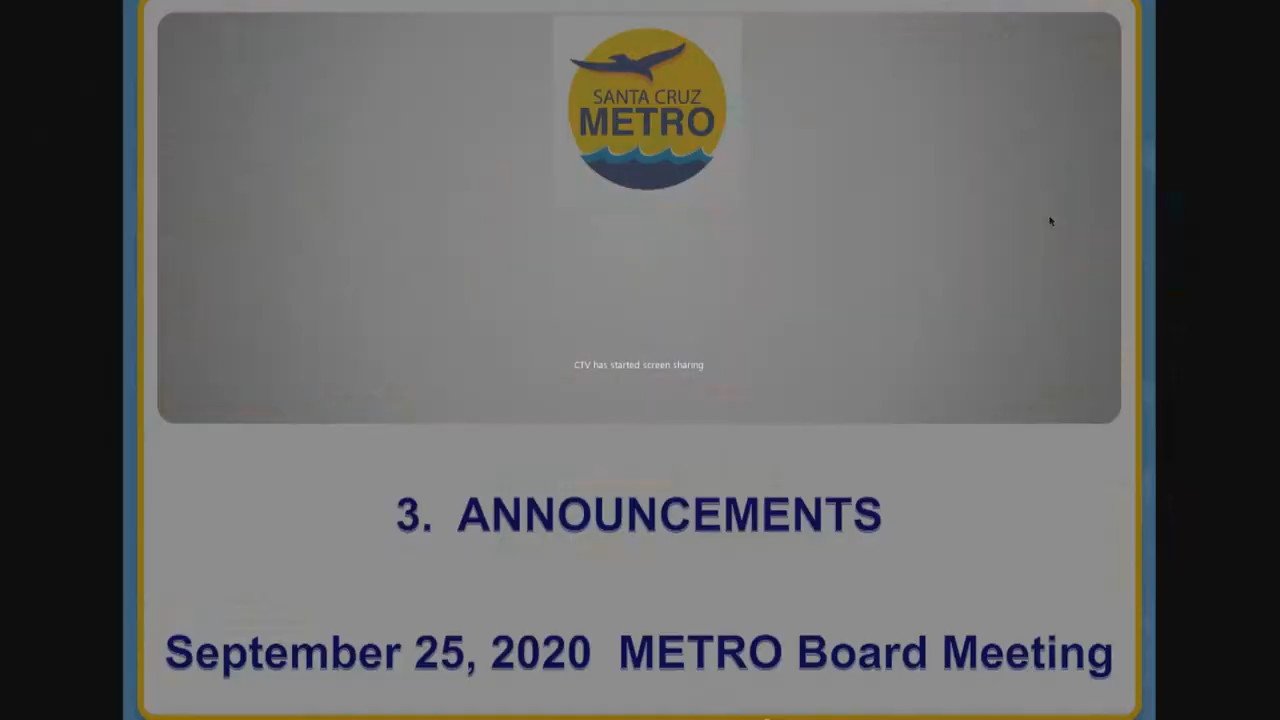 SANTA CRUZ
METRO
CTV has started screen sharing
3. ANNOUNCEMENTS
September 25, 2020 METRO Board Meeting